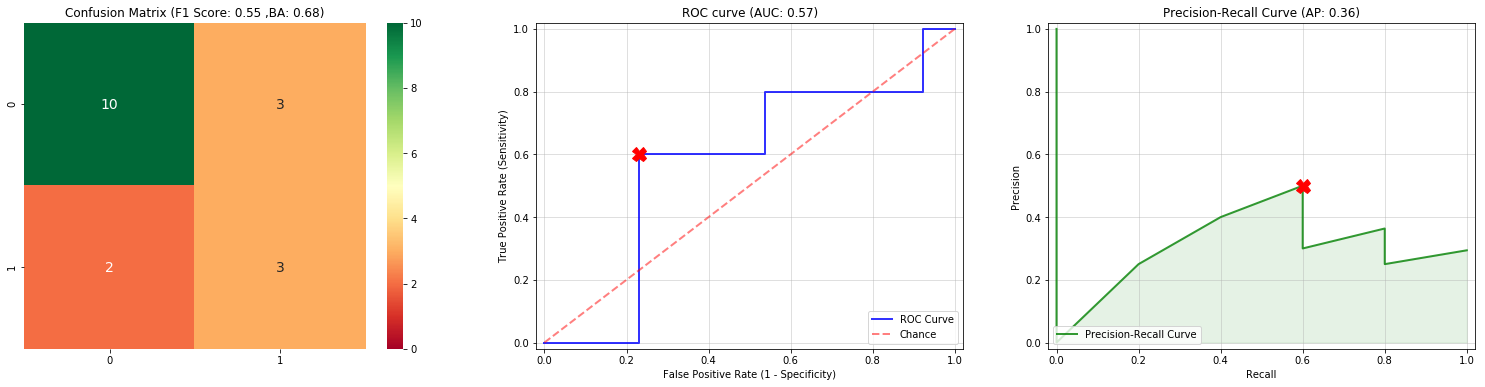 Confusion Matrix (F1 Score: 0.55 ,BA: 0.68)
0
1
10
3
2
3
0
1
10
8
6
4
2
0
ROC curve (AUC: 0.57)
True Positive Rate (Sensitivity)
1.0
0.8
0.6
0.4
0.2
0.0
ROC Curve
Chance
0.0 0.2 0.4 0.6 0.8 1.0
False Positive Rate (1 - Specificity)
Precision-Recall Curve (AP: 0.36)
Precision
1.0
0.8
0.6
0.4
0.2
0.0
Precision-Recall Curve
0.0 0.2 0.4 0.6 0.8 1.0
Recall